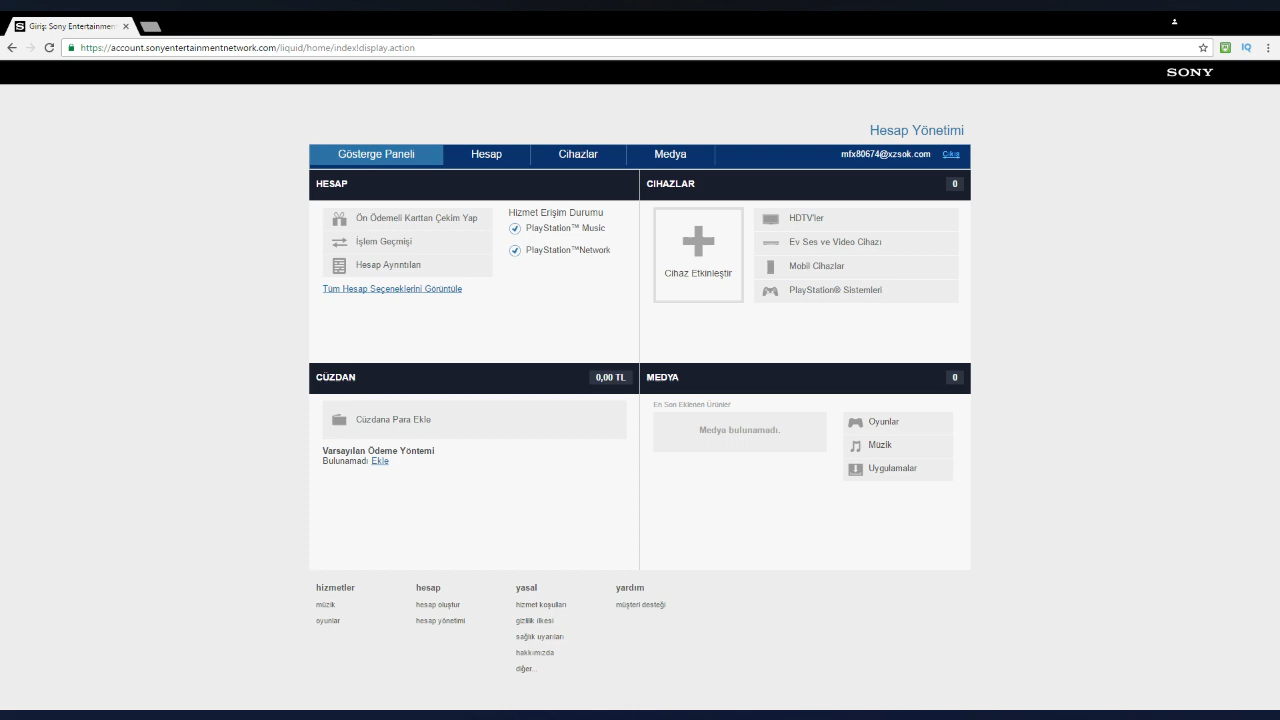 Giriş: Sony Entertainment
https://account.sonyentertainmentnetwork.com/liquid/home/index!display.action
IQ
SONY
Hesap Yönetimi
Gösterge Paneli
Hesap
Cihazlar
Medya
mfx80674@xzsok.com
Çıkış
HESAP
Ön Ödemeli Karttan Çekim Yap
İşlem Geçmişi
Hesap Ayrıntıları
Tüm Hesap Seçeneklerini Görüntüle
Hizmet Erişim Durumu
PlayStation™ Music
PlayStation™Network
CIHAZLAR
0
Cihaz Etkinleştir
HDTV'ler
Ev Ses ve Video Cihazı
Mobil Cihazlar
PlayStation® Sistemleri
CÜZDAN
0,00 TL
Cüzdana Para Ekle
Varsayılan Ödeme Yöntemi
Bulunamadı Ekle
MEDYA
0
En Son Eklenen Ürünler
Medya bulunamadı.
Oyunlar
Müzik
Uygulamalar
hizmetler
müzik
oyunlar
hesap
hesap oluştur
hesap yönetimi
yasal
hizmet koşulları
gizlilik ilkesi
sağlık uyarıları
hakkımızda
diğer...
yardım
müşteri desteği